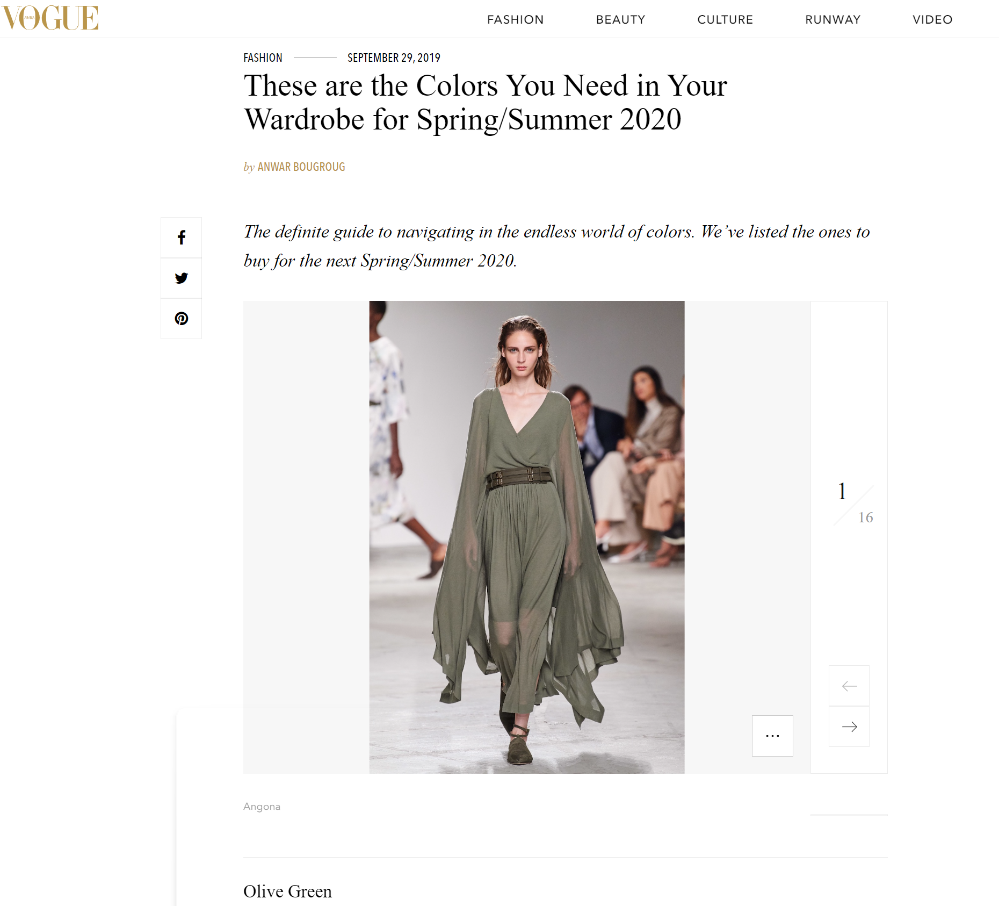 VOGUE
ARABIA
FASHION BEAUTY CULTURE RUNWAY VIDEO
FASHION SEPTEMBER 29, 2019
These are the Colors You Need in Your
Wardrobe for Spring/Summer 2020
by ANWAR BOUGROUG
The definite guide to navigating in the endless world of colors. We’ve listed the ones to
buy for the next Spring/Summer 2020.
1
16
...
Angona
Olive Green